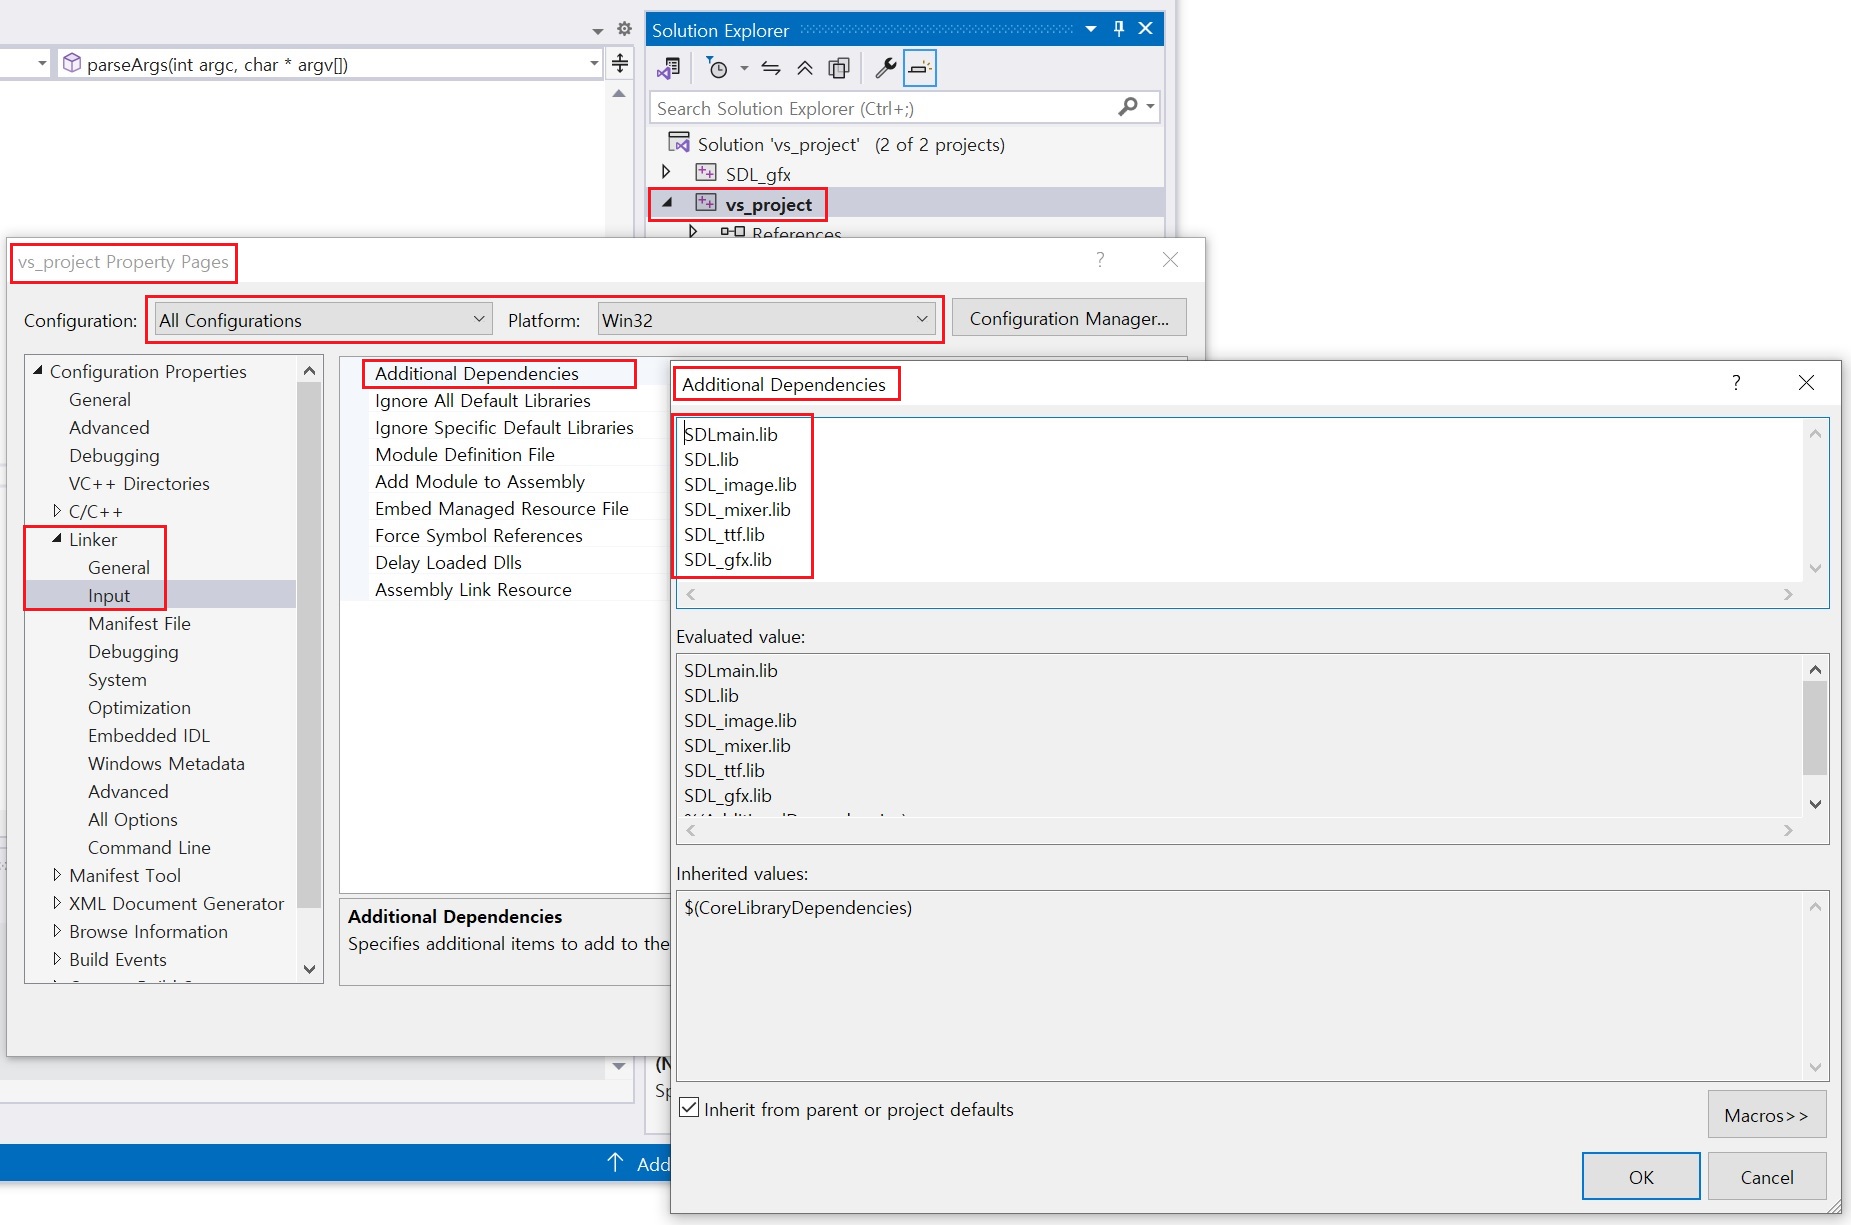 Solution Explorer
parseArgs(int argc, char * argv[])
Search Solution Explorer (Ctrl+;)
Solution 'vs_project' (2 of 2 projects)
SDL_gfx
vs_project
References
vs_project Property Pages
?
Configuration:
All Configurations
Platform:
Win32
Configuration Manager...
Configuration Properties
General
Advanced
Debugging
VC++ Directories
C/C++
Linker
General
Input
Manifest File
Debugging
System
Optimization
Embedded IDL
Windows Metadata
Advanced
All Options
Command Line
Manifest Tool
XML Document Generator
Browse Information
Build Events
Additional Dependencies
Ignore All Default Libraries
Ignore Specific Default Libraries
Module Definition File
Add Module to Assembly
Embed Managed Resource File
Force Symbol References
Delay Loaded Dlls
Assembly Link Resource
Additional Dependencies
Specifies additional items to add to the
Additional Dependencies
?
SDLmain.lib
SDL.lib
SDL_image.lib
SDL_mixer.lib
SDL_ttf.lib
SDL_gfx.lib
Evaluated value:
SDLmain.lib
SDL.lib
SDL_image.lib
SDL_mixer.lib
SDL_ttf.lib
SDL_gfx.lib
Inherited values:
$(CoreLibraryDependencies)
Inherit from parent or project defaults
Macros>>
OK
Cancel
Add